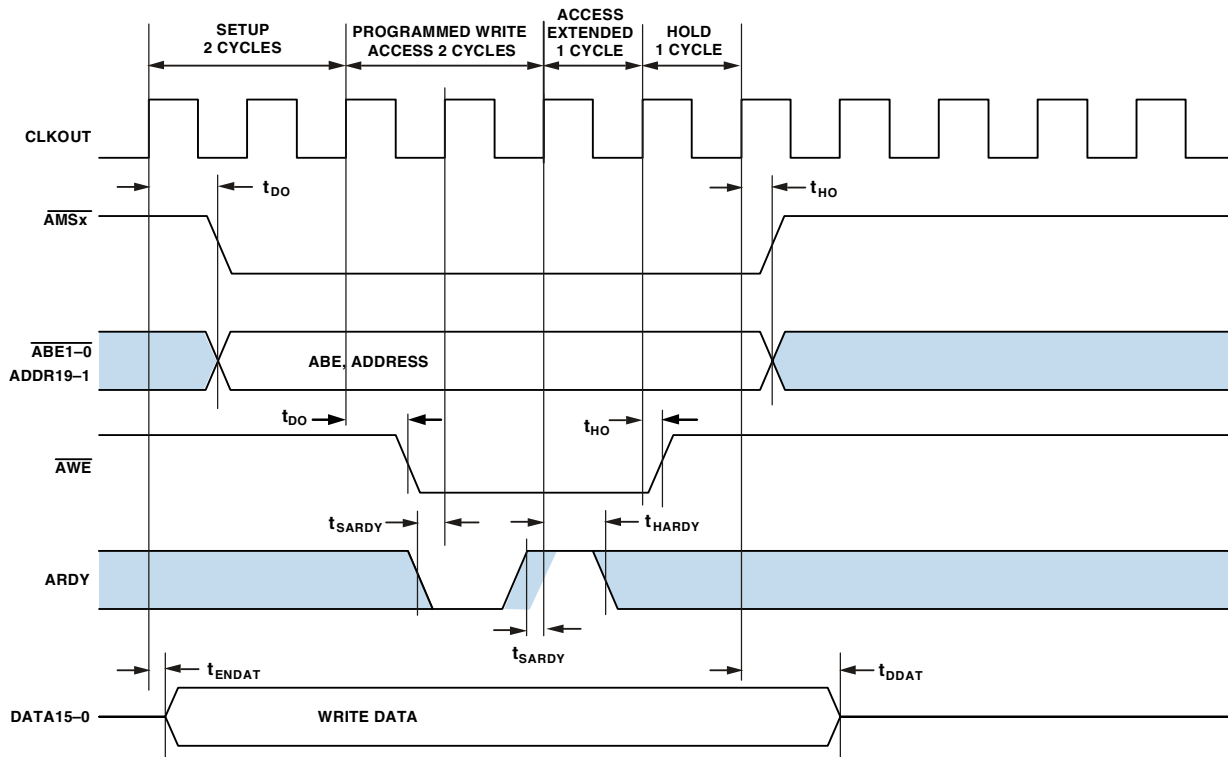 SETUP
2 CYCLES
PROGRAMMED WRITE
ACCESS 2 CYCLES
ACCESS
EXTENDED
1 CYCLE
HOLD
1 CYCLE
CLKOUT
tDO
tHO
AMSx
ABE1–0
ADDR19–1
ABE, ADDRESS
tDO
tHO
AWE
tSARDY
tHARDY
ARDY
tSARDY
tENDAT
tDDAT
DATA15–0
WRITE DATA